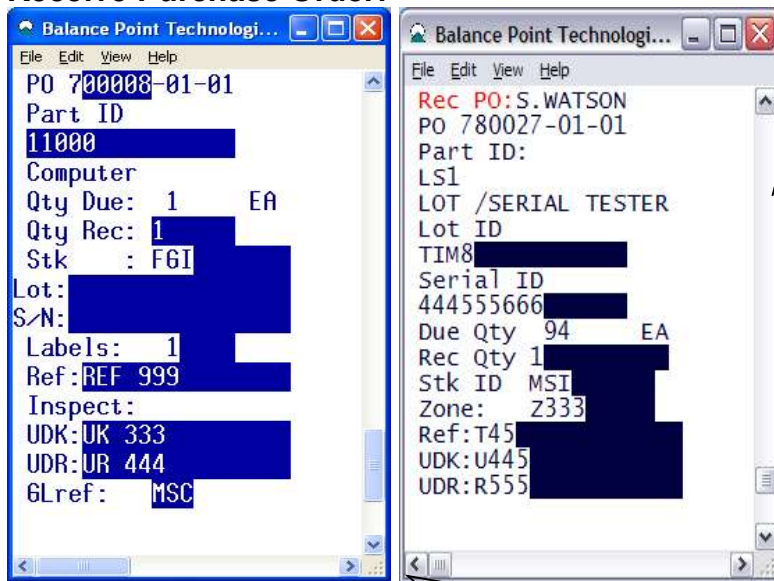 Balance Point Technologi...
File Edit View Help
PO 700008-01-01
Part ID
11000
Computer
Qty Due: 1 EA
Qty Rec: 1
Stk : FGI
Lot:
S/N:
Labels: 1
Ref:REF 999
Inspect:
UDK:UK 333
UDR:UR 444
GLref: MSC
Balance Point Technologi...
File Edit View Help
Rec PO:S.WATSON
PO 780027-01-01
Part ID:
LS1
LOT /SERIAL TESTER
Lot ID
TIM8
Serial ID
444555666
Due Qty 94 EA
Rec Qty 1
Stk ID MSI
Zone: Z333
Ref:T45
UDK:U445
UDR:R555